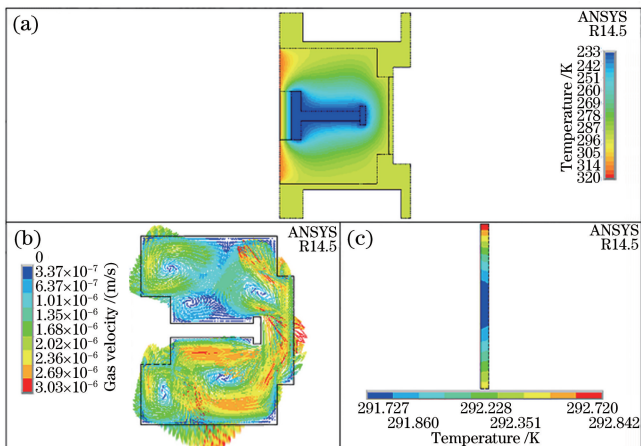 (a)
ANSYS
R14.5
Temperature /K
233
242
251
260
269
278
287
296
305
314
320
(b)
ANSYS
R14.5
Gas velocity /(m/s)
0
3.37×10⁻⁷
6.37×10⁻⁷
1.01×10⁻⁶
1.35×10⁻⁶
1.68×10⁻⁶
2.02×10⁻⁶
2.36×10⁻⁶
2.69×10⁻⁶
3.03×10⁻⁶
(c)
ANSYS
R14.5
291.727 292.228 292.720
291.860 292.351 292.842
Temperature /K